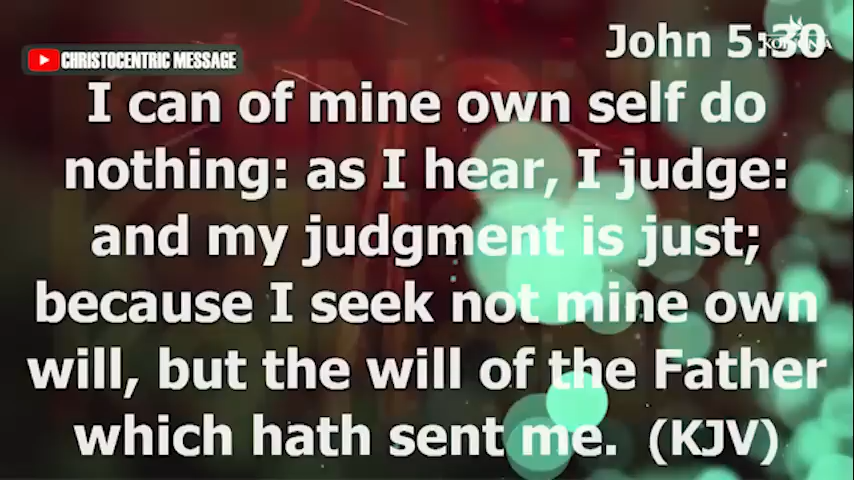 John 5:30
CHRISTOCENTRIC MESSAGE
I can of mine own self do
nothing: as I hear, I judge:
and my judgment is just;
because I seek not mine own
will, but the will of the Father
which hath sent me. (KJV)